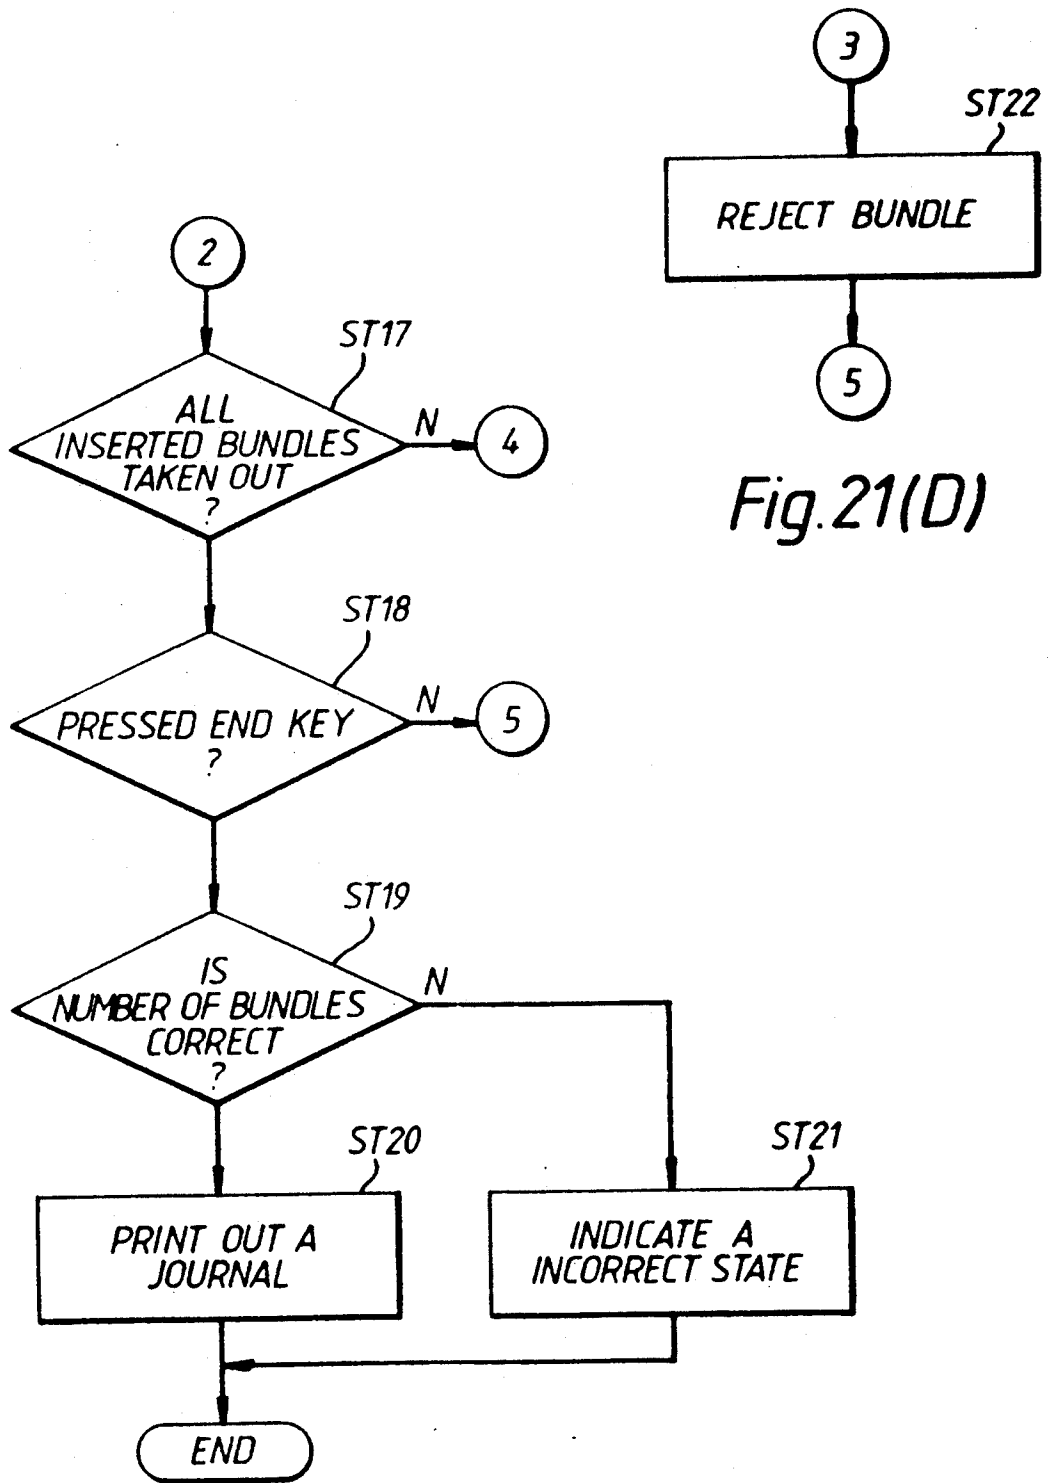 3
ST22
REJECT BUNDLE
5
Fig.21(D)
2
ST17
ALL
INSERTED BUNDLES
TAKEN OUT
?
N
4
ST18
PRESSED END KEY
?
N
5
ST19
IS
NUMBER OF BUNDLES
CORRECT
?
N
ST20
PRINT OUT A
JOURNAL
ST21
INDICATE A
INCORRECT STATE
END